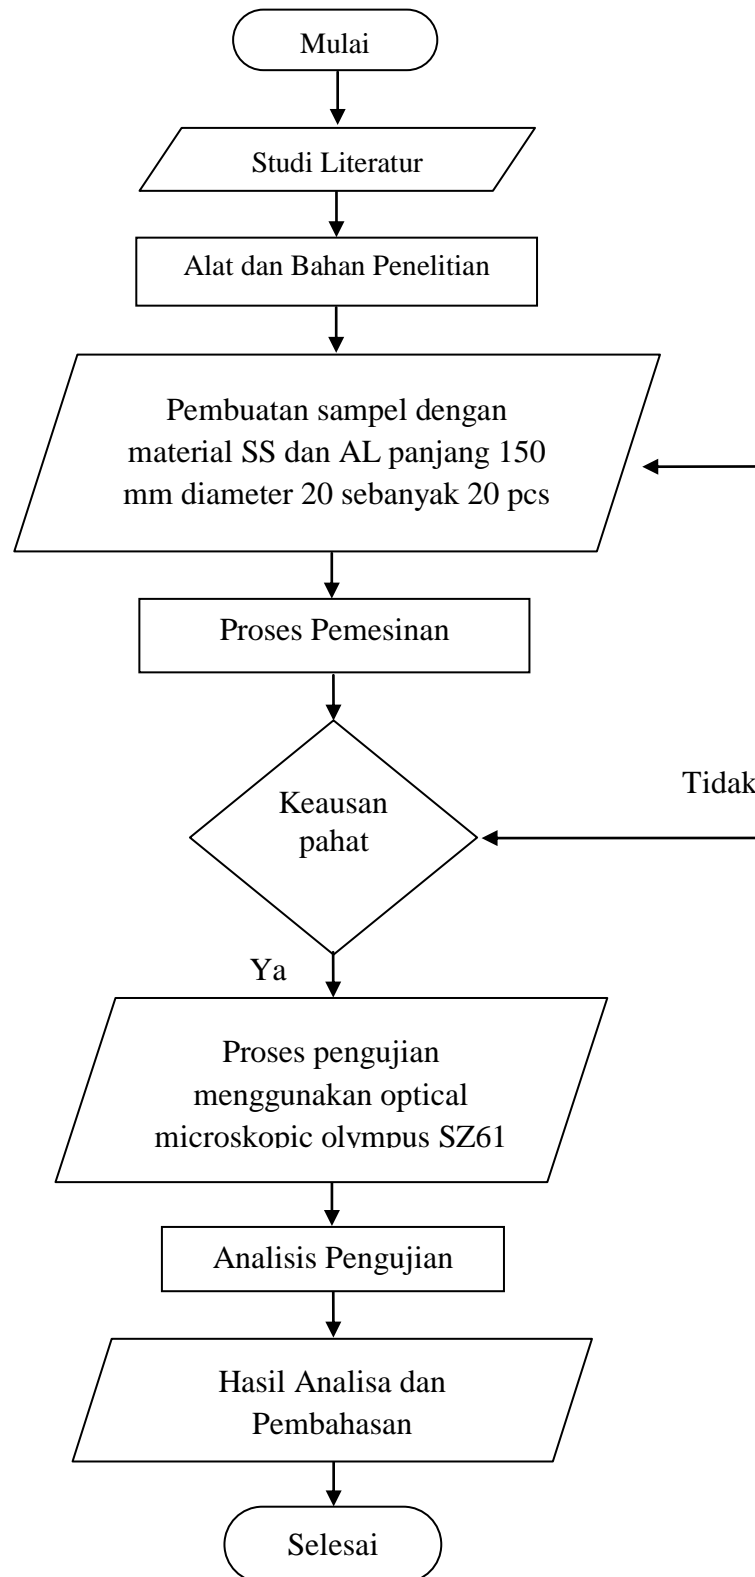 Mulai
Studi Literatur
Alat dan Bahan Penelitian
Pembuatan sampel dengan
material SS dan AL panjang 150
mm diameter 20 sebanyak 20 pcs
Proses Pemesinan
Keausan
pahat
Tidak
Ya
Proses pengujian
menggunakan optical
microskopic olympus SZ61
Analisis Pengujian
Hasil Analisa dan
Pembahasan
Selesai